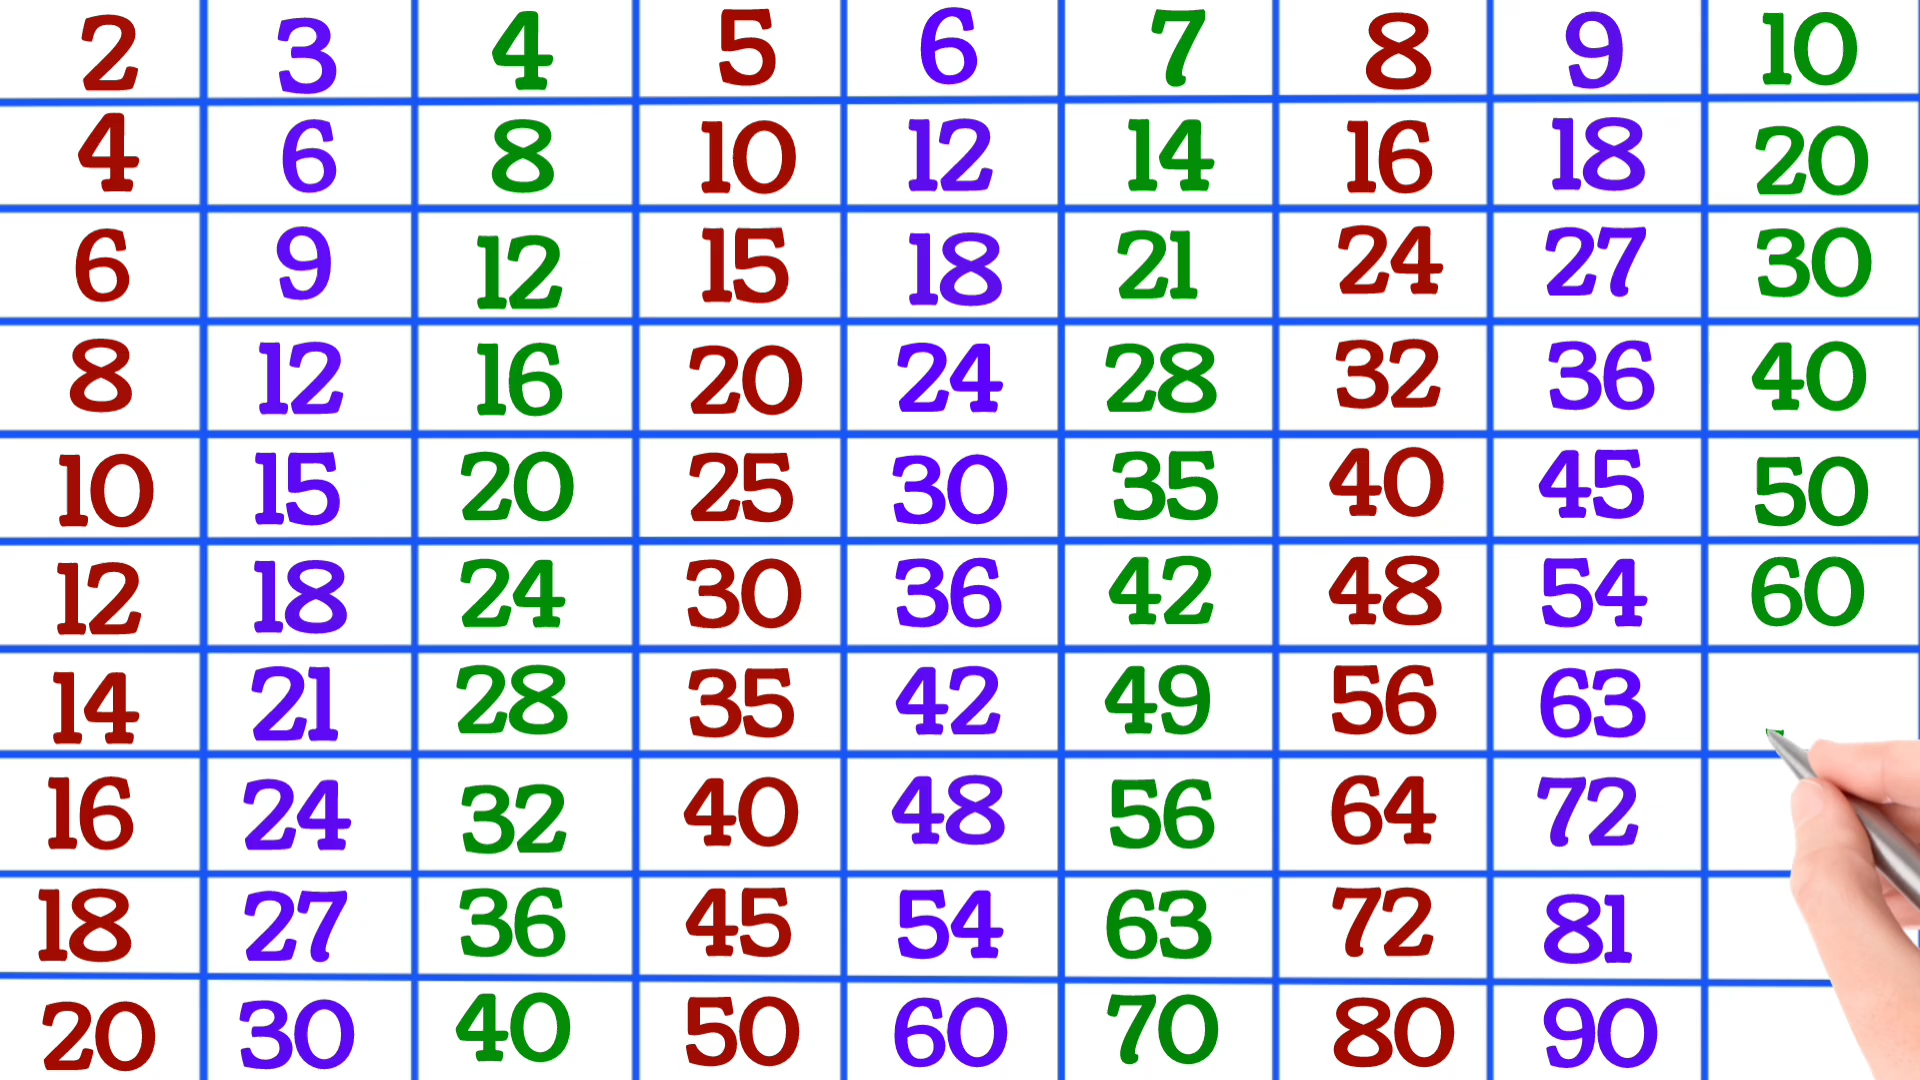 2 3 4 5 6 7 8 9 10
4 6 8 10 12 14 16 18 20
6 9 12 15 18 21 24 27 30
8 12 16 20 24 28 32 36 40
10 15 20 25 30 35 40 45 50
12 18 24 30 36 42 48 54 60
14 21 28 35 42 49 56 63
16 24 32 40 48 56 64 72
18 27 36 45 54 63 72 81
20 30 40 50 60 70 80 90